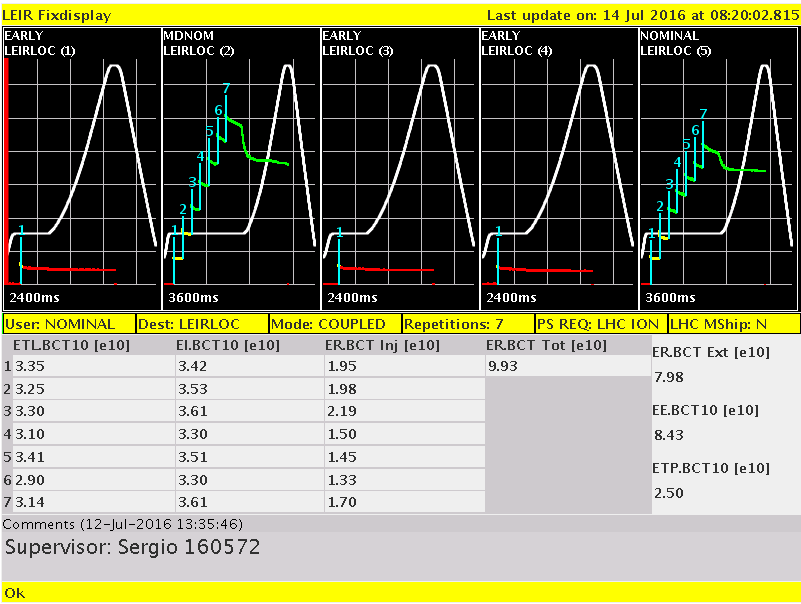 LEIR Fixdisplay Last update on: 14 Jul 2016 at 08:20:02.815
EARLY MDNOM EARLY EARLY NOMINAL
LEIRLOC (1) LEIRLOC (2) LEIRLOC (3) LEIRLOC (4) LEIRLOC (5)
1
1 2 3 4 5 6 7
1
1
1 2 3 4 5 6 7
2400ms 3600ms 2400ms 2400ms 3600ms
User: NOMINAL Dest: LEIRLOC Mode: COUPLED Repetitions: 7 PS REQ: LHC ION LHC MShip: N
ETL.BCT10 [e10] EI.BCT10 [e10] ER.BCT Inj [e10] ER.BCT Tot [e10]
1 3.35 3.42 1.95 9.93
2 3.25 3.53 1.98
3 3.30 3.61 2.19
4 3.10 3.30 1.50
5 3.41 3.51 1.45
6 2.90 3.30 1.33
7 3.14 3.61 1.70
ER.BCT Ext [e10]
7.98
EE.BCT10 [e10]
8.43
ETP.BCT10 [e10]
2.50
Comments (12-Jul-2016 13:35:46)
Supervisor: Sergio 160572
Ok